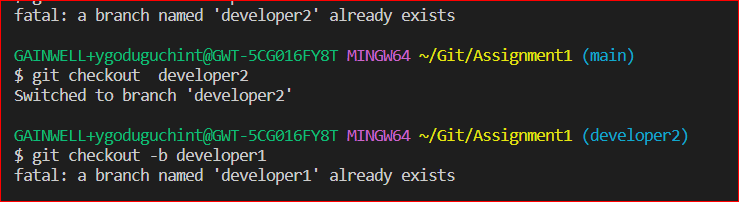 fatal: a branch named 'developer2' already exists
GAINWELL+ygoduguchint@GWT-5CG016FY8T MINGW64 ~/Git/Assignment1 (main)
$ git checkout  developer2
Switched to branch 'developer2'
GAINWELL+ygoduguchint@GWT-5CG016FY8T MINGW64 ~/Git/Assignment1 (developer2)
$ git checkout -b developer1
fatal: a branch named 'developer1' already exists